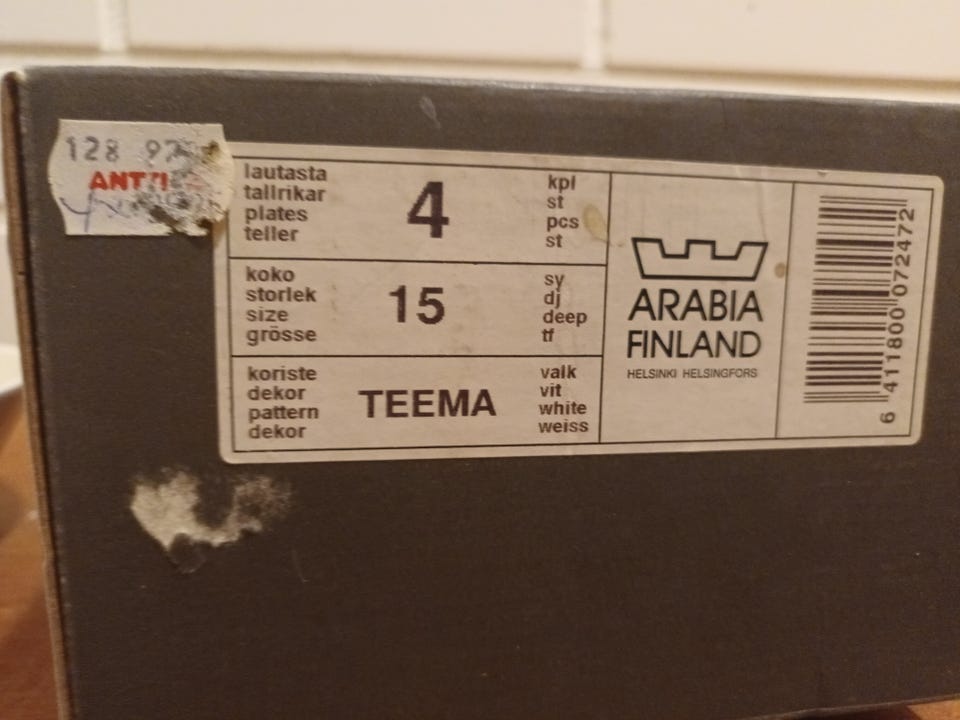 128 97
ANTTI
lautasta
tallrikar
plates
teller
4
kpl
st
pcs
st
koko
storlek
size
grösse
15
sy
dj
deep
tf
koriste
dekor
pattern
dekor
TEEMA
valk
vit
white
weiss
ARABIA
FINLAND
HELSINKI HELSINGFORS
6 411800 072472